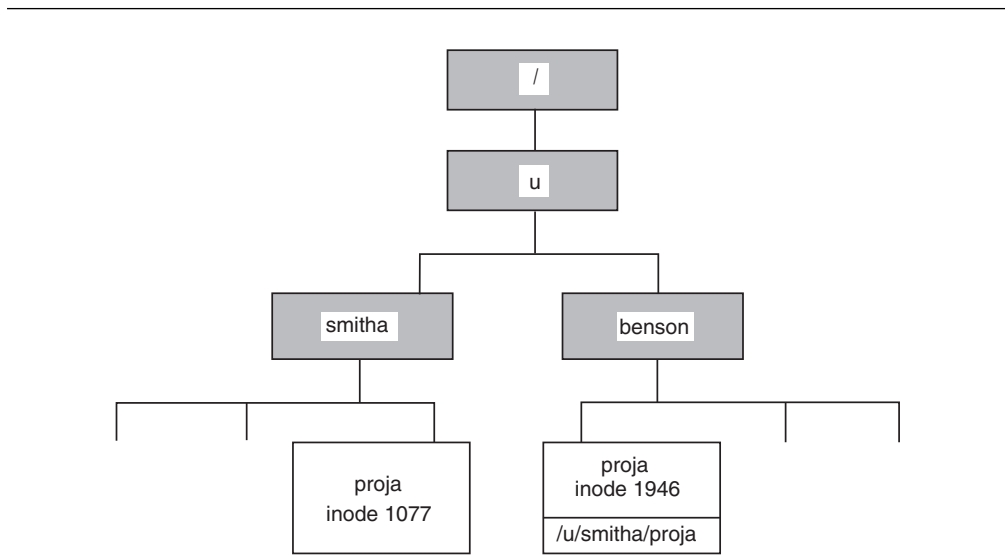 /
u
smitha
benson
proja
inode 1077
proja
inode 1946
/u/smitha/proja